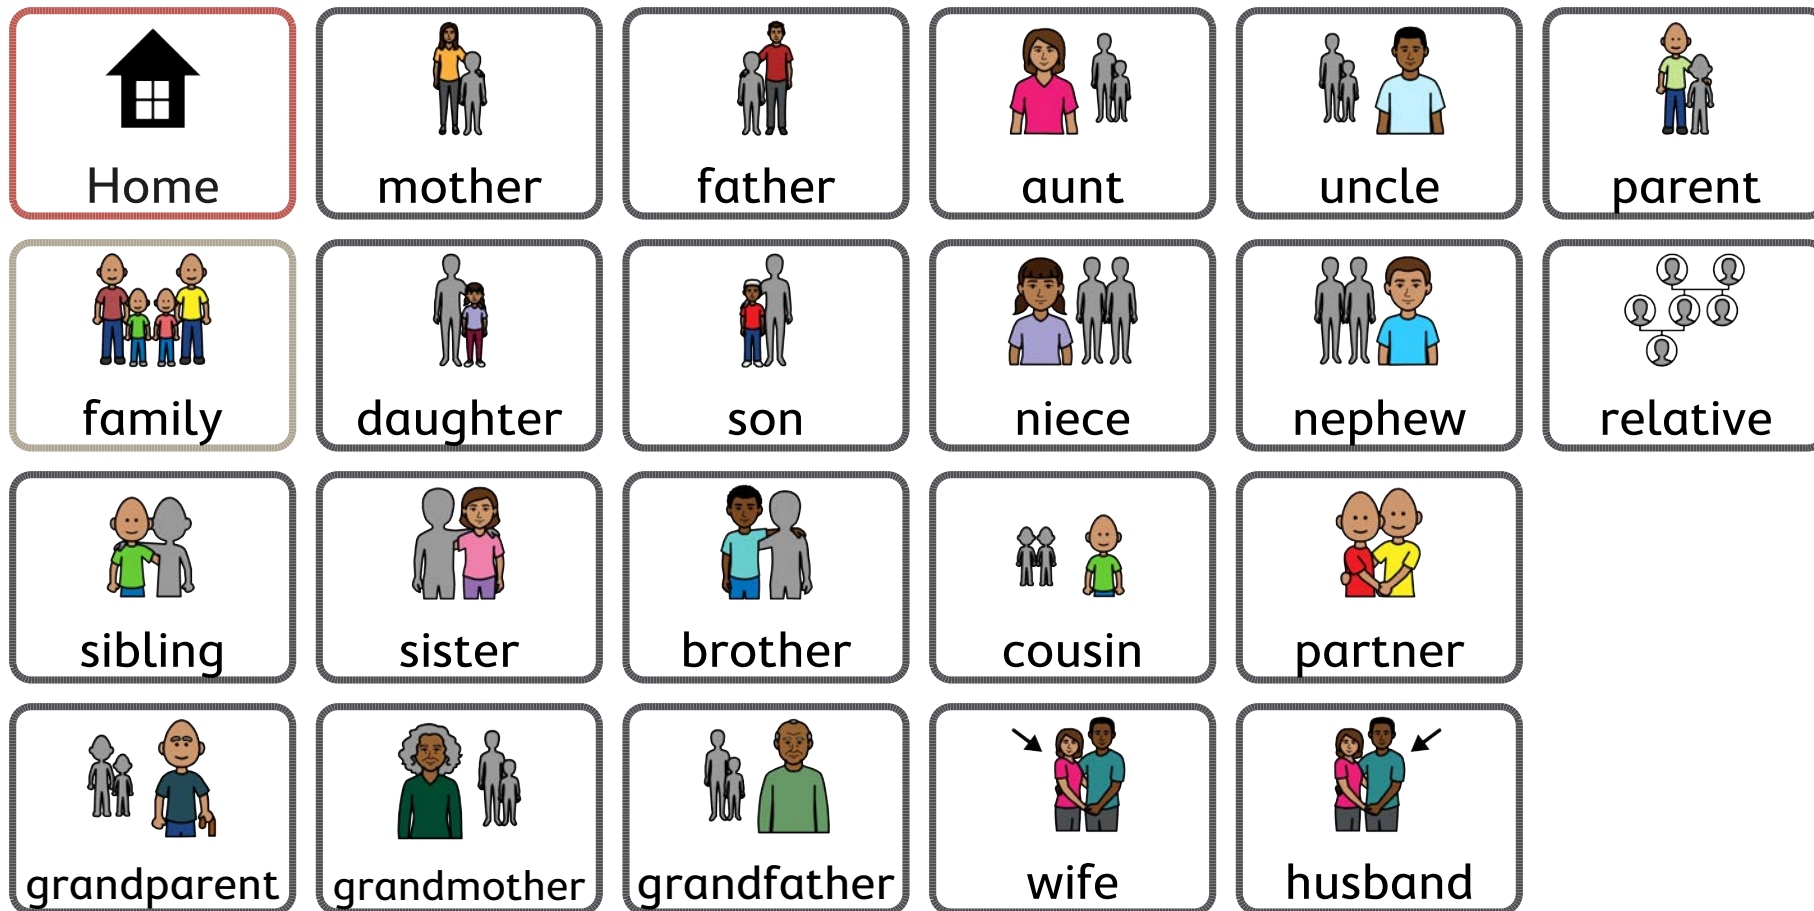 Home
mother
father
aunt
uncle
parent
family
daughter
son
niece
nephew
relative
sibling
sister
brother
cousin
partner
grandparent
grandmother
grandfather
wife
husband